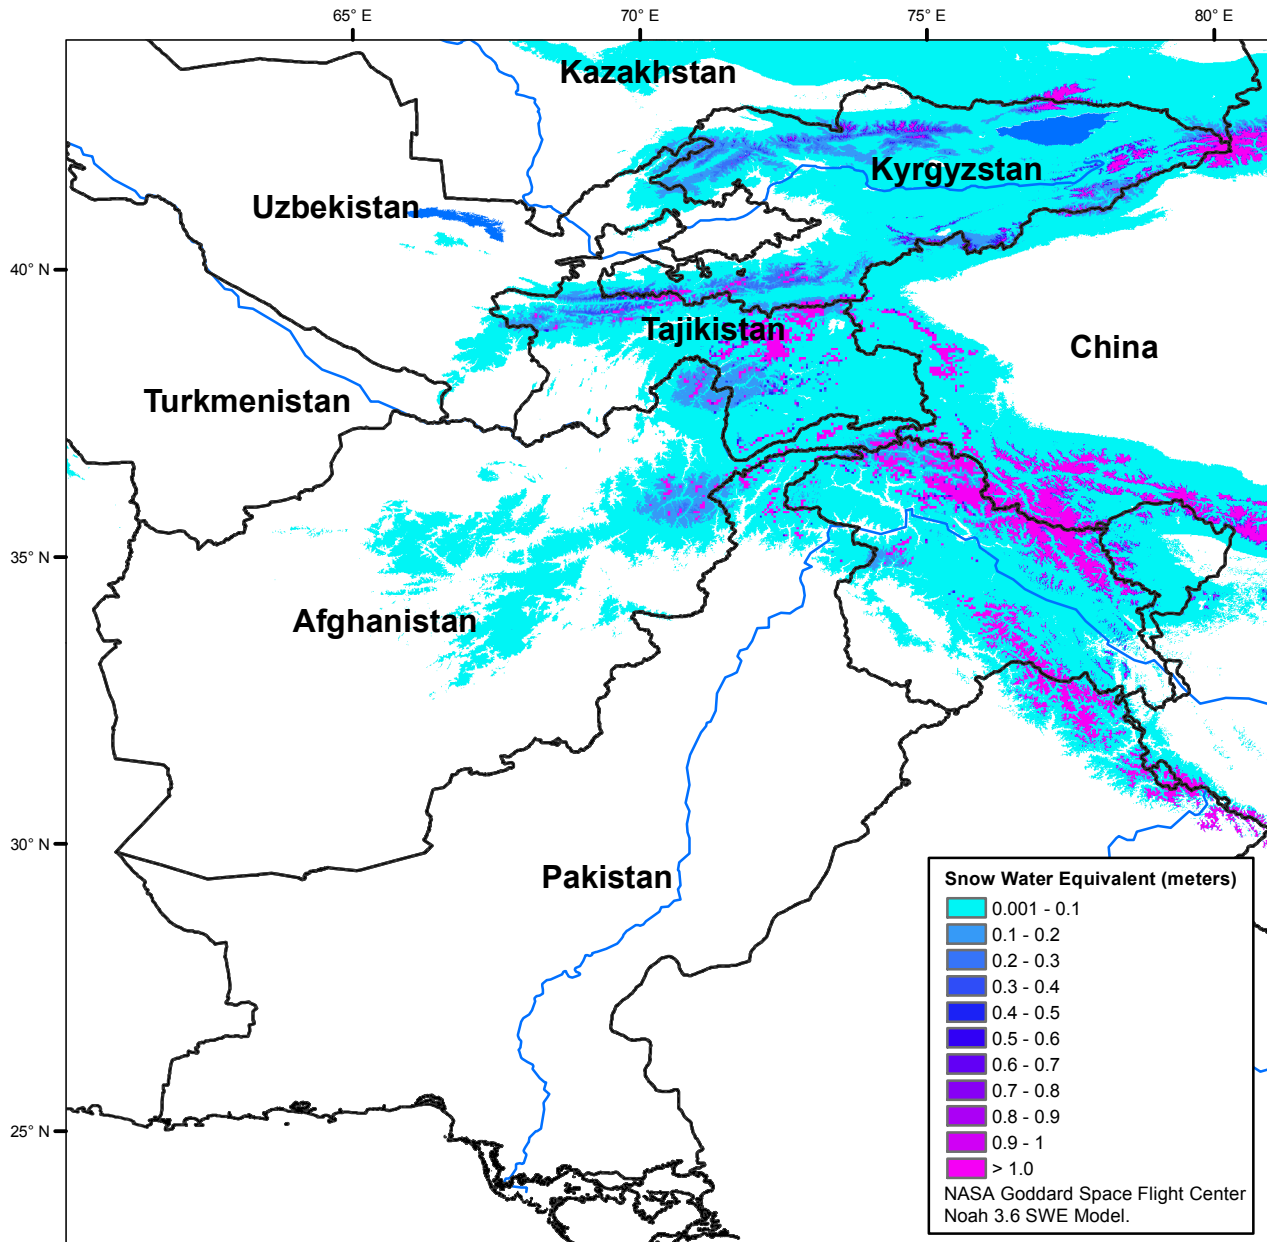 65° E
70° E
75° E
80° E
Kazakhstan
Kyrgyzstan
Uzbekistan
40° N
Tajikistan
China
Turkmenistan
35° N
Afghanistan
30° N
Pakistan
25° N
Snow Water Equivalent (meters)
0.001 - 0.1
0.1 - 0.2
0.2 - 0.3
0.3 - 0.4
0.4 - 0.5
0.5 - 0.6
0.6 - 0.7
0.7 - 0.8
0.8 - 0.9
0.9 - 1
> 1.0
NASA Goddard Space Flight Center
Noah 3.6 SWE Model.